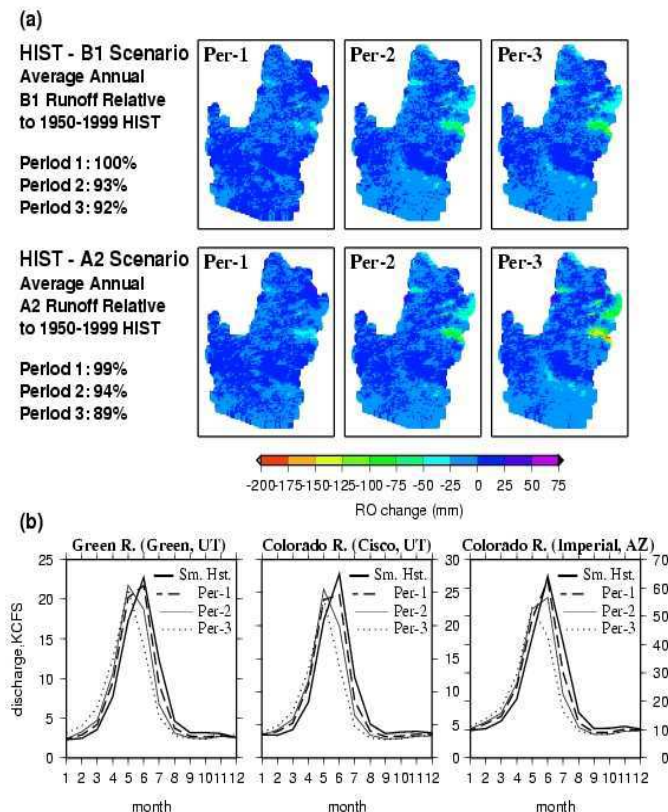 (a)
HIST - B1 Scenario
Average Annual
B1 Runoff Relative
to 1950-1999 HIST
Period 1: 100%
Period 2: 93%
Period 3: 92%
Per-1
Per-2
Per-3
HIST - A2 Scenario
Average Annual
A2 Runoff Relative
to 1950-1999 HIST
Period 1: 99%
Period 2: 94%
Period 3: 89%
Per-1
Per-2
Per-3
-200 -175 -150 -125 -100 -75 -50 -25 0 25 50 75
RO change (mm)
(b)
Green R. (Green, UT)
25
20
15
10
5
0
discharge,KCFS
Sm. Hst.
Per-1
Per-2
Per-3
1 2 3 4 5 6 7 8 9 10 11 12
month
Colorado R. (Cisco, UT)
Sm. Hst.
Per-1
Per-2
Per-3
1 2 3 4 5 6 7 8 9 10 11 12
month
Colorado R. (Imperial, AZ)
30
25
20
15
10
5
0
Sm. Hst.
Per-1
Per-2
Per-3
70
60
50
40
30
20
10
0
1 2 3 4 5 6 7 8 9 10 11 12
month